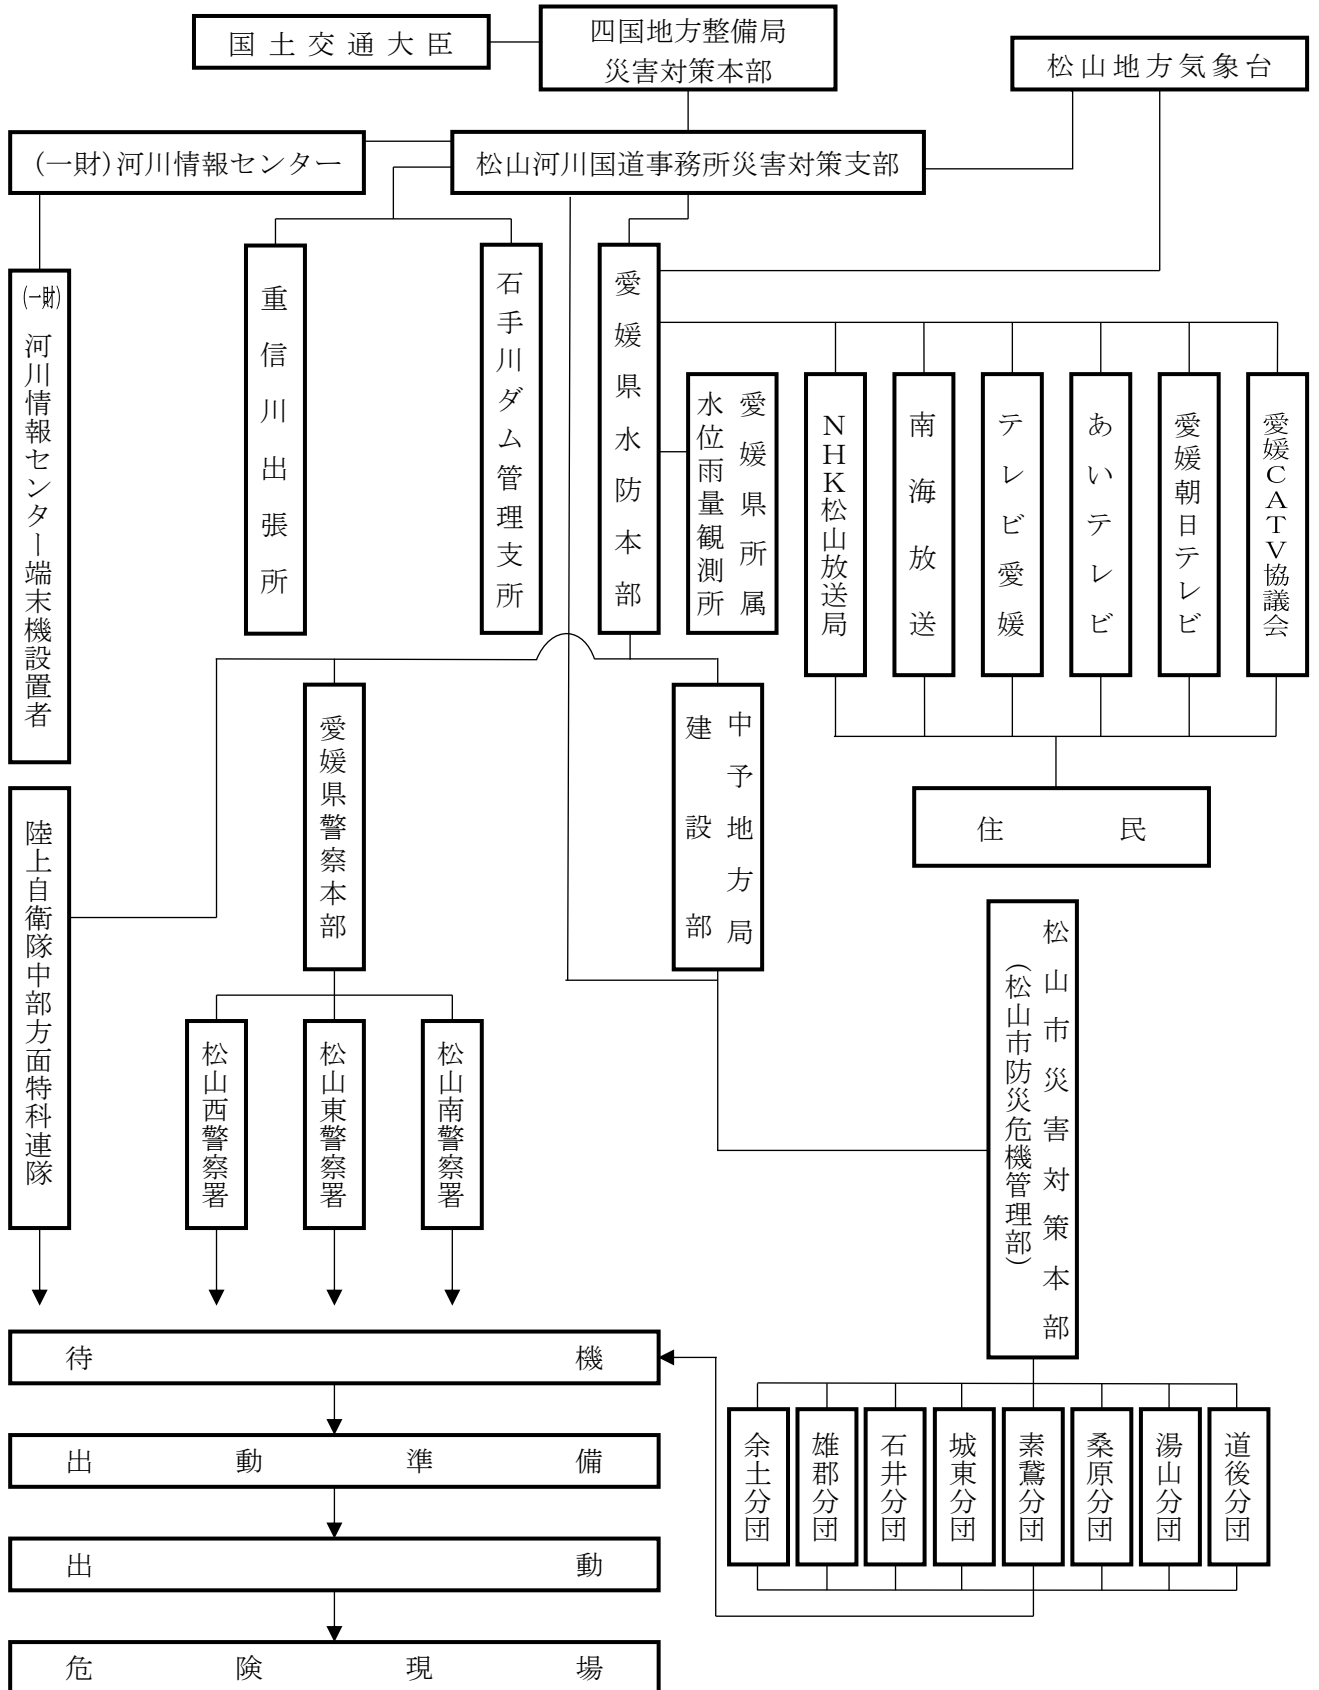 国土交通大臣
四国地方整備局
災害対策本部
松山地方気象台
(一財)河川情報センター
松山河川国道事務所災害対策支部
(一財)河川情報センター端末機設置者
重信川出張所
石手川ダム管理支所
愛媛県水防本部
愛媛県所属
水位雨量観測所
NHK松山放送局
南海放送
テレビ愛媛
あいテレビ
愛媛朝日テレビ
愛媛CATV協議会
住民
陸上自衛隊中部方面特科連隊
愛媛県警察本部
中予地方局
建設部
松山西警察署
松山東警察署
松山南警察署
松山市災害対策本部
(松山市防災危機管理部)
待機
出動準備
出動
危険現場
余土分団
雄郡分団
石井分団
城東分団
素鵞分団
桑原分団
湯山分団
道後分団